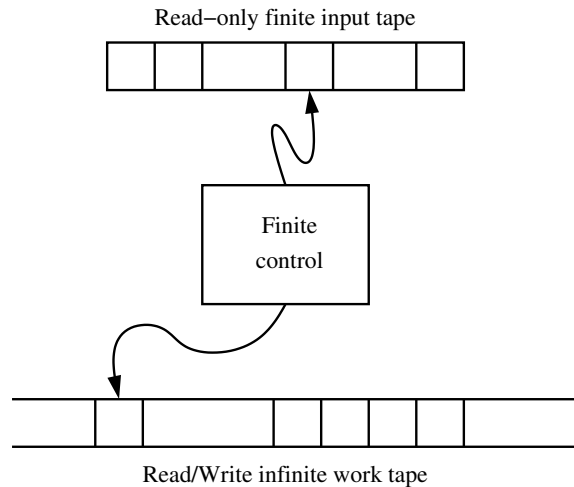 Read−only finite input tape
Finite
control
Read/Write infinite work tape